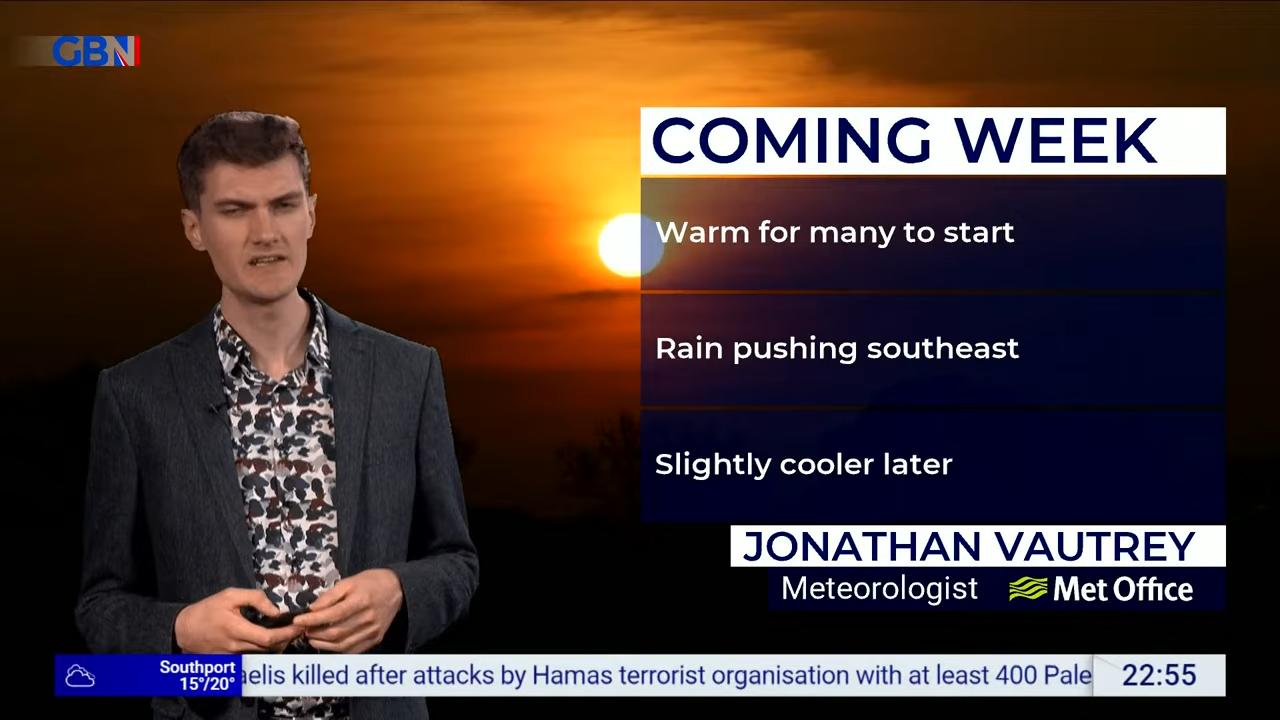 GBN
COMING WEEK
Warm for many to start
Rain pushing southeast
Slightly cooler later
JONATHAN VAUTREY
Meteorologist Met Office
Southport
15°/20°
aelis killed after attacks by Hamas terrorist organisation with at least 400 Pale
22:55